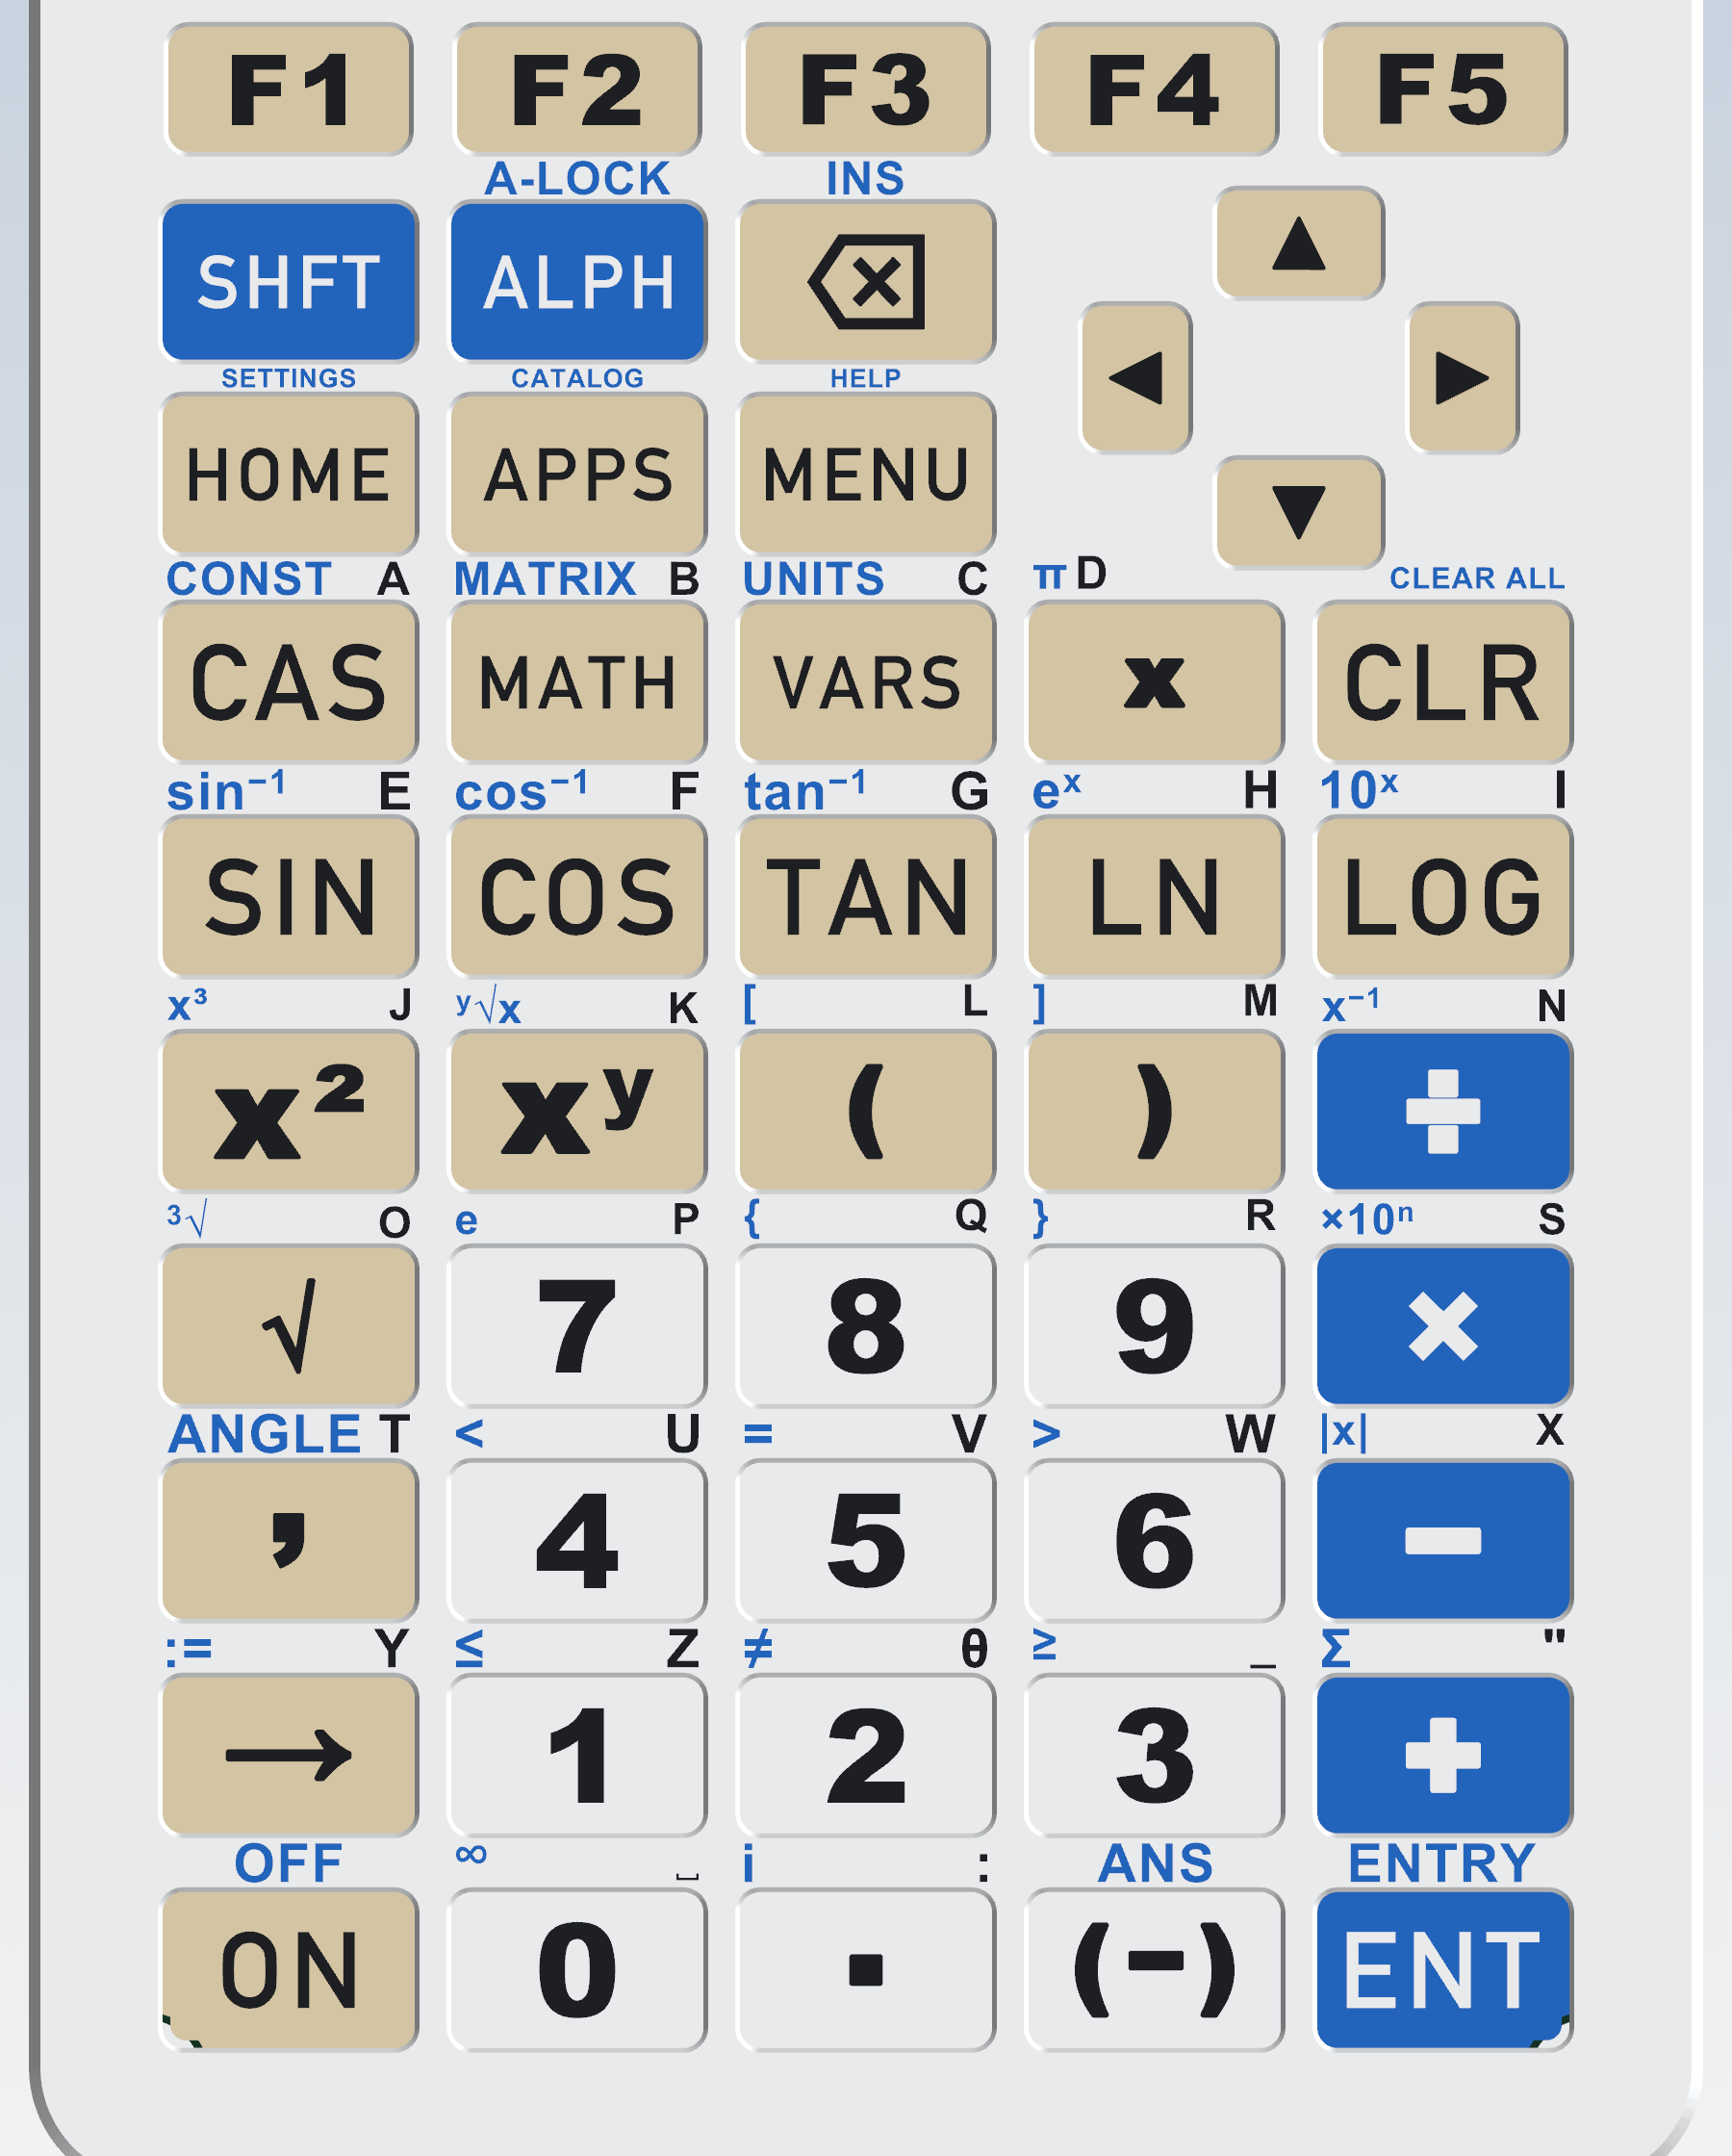 F1 F2 F3 F4 F5
A-LOCK INS
SHFT ALPH
SETTINGS CATALOG HELP
HOME APPS MENU
CONST A MATRIX B UNITS C π D CLEAR ALL
CAS MATH VARS x CLR
sin⁻¹ E cos⁻¹ F tan⁻¹ G eˣ H 10ˣ I
SIN COS TAN LN LOG
x³ J ʸ√x K [ L ] M x⁻¹ N
x² xʸ ( ) ÷
³√ O e P { Q } R ×10ⁿ S
√ 7 8 9 ×
ANGLE T < U = V > W |x| X
, 4 5 6 −
:= Y ≤ Z ≠ θ ≥ _ Σ "
→ 1 2 3 +
OFF ∞ ⎵ i : ANS ENTRY
ON 0 . (−) ENT